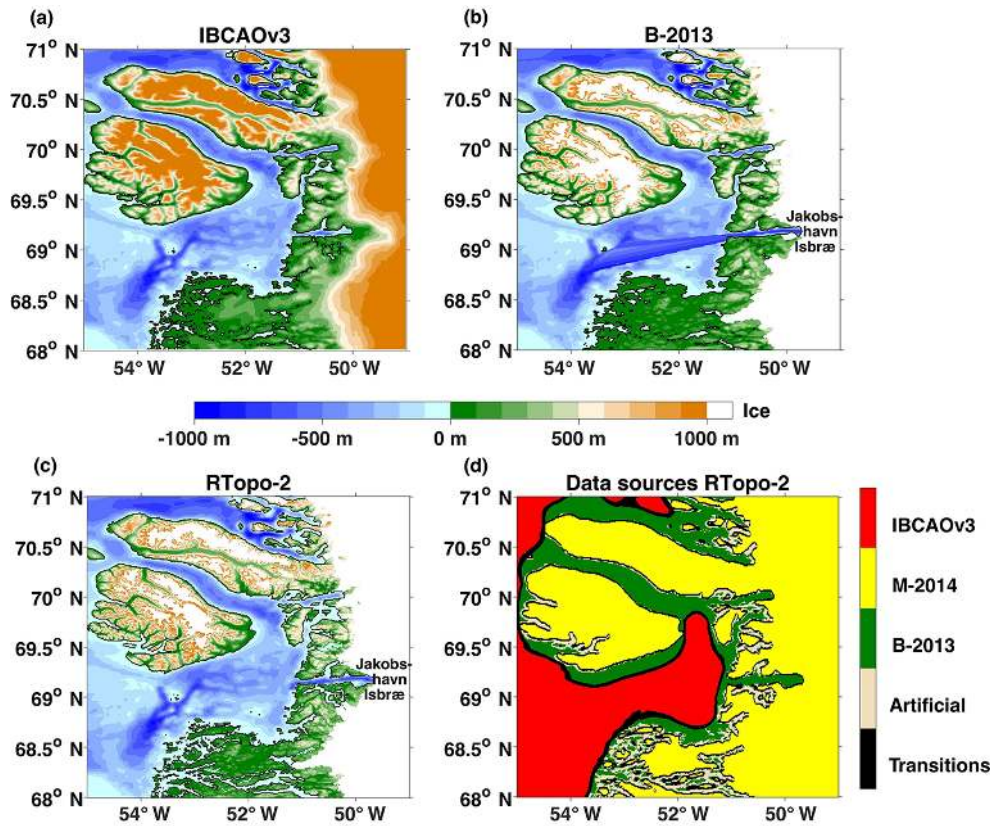 (a)
IBCAOv3
71° N
70.5° N
70° N
69.5° N
69° N
68.5° N
68° N
54° W
52° W
50° W
(b)
B-2013
71° N
70.5° N
70° N
69.5° N
69° N
68.5° N
68° N
Jakobs-
havn
Isbræ
54° W
52° W
50° W
Ice
-1000 m
-500 m
0 m
500 m
1000 m
(c)
RTopo-2
71° N
70.5° N
70° N
69.5° N
69° N
68.5° N
68° N
Jakobs-
havn
Isbræ
54° W
52° W
50° W
(d)
Data sources RTopo-2
71° N
70.5° N
70° N
69.5° N
69° N
68.5° N
68° N
54° W
52° W
50° W
IBCAOv3
M-2014
B-2013
Artificial
Transitions